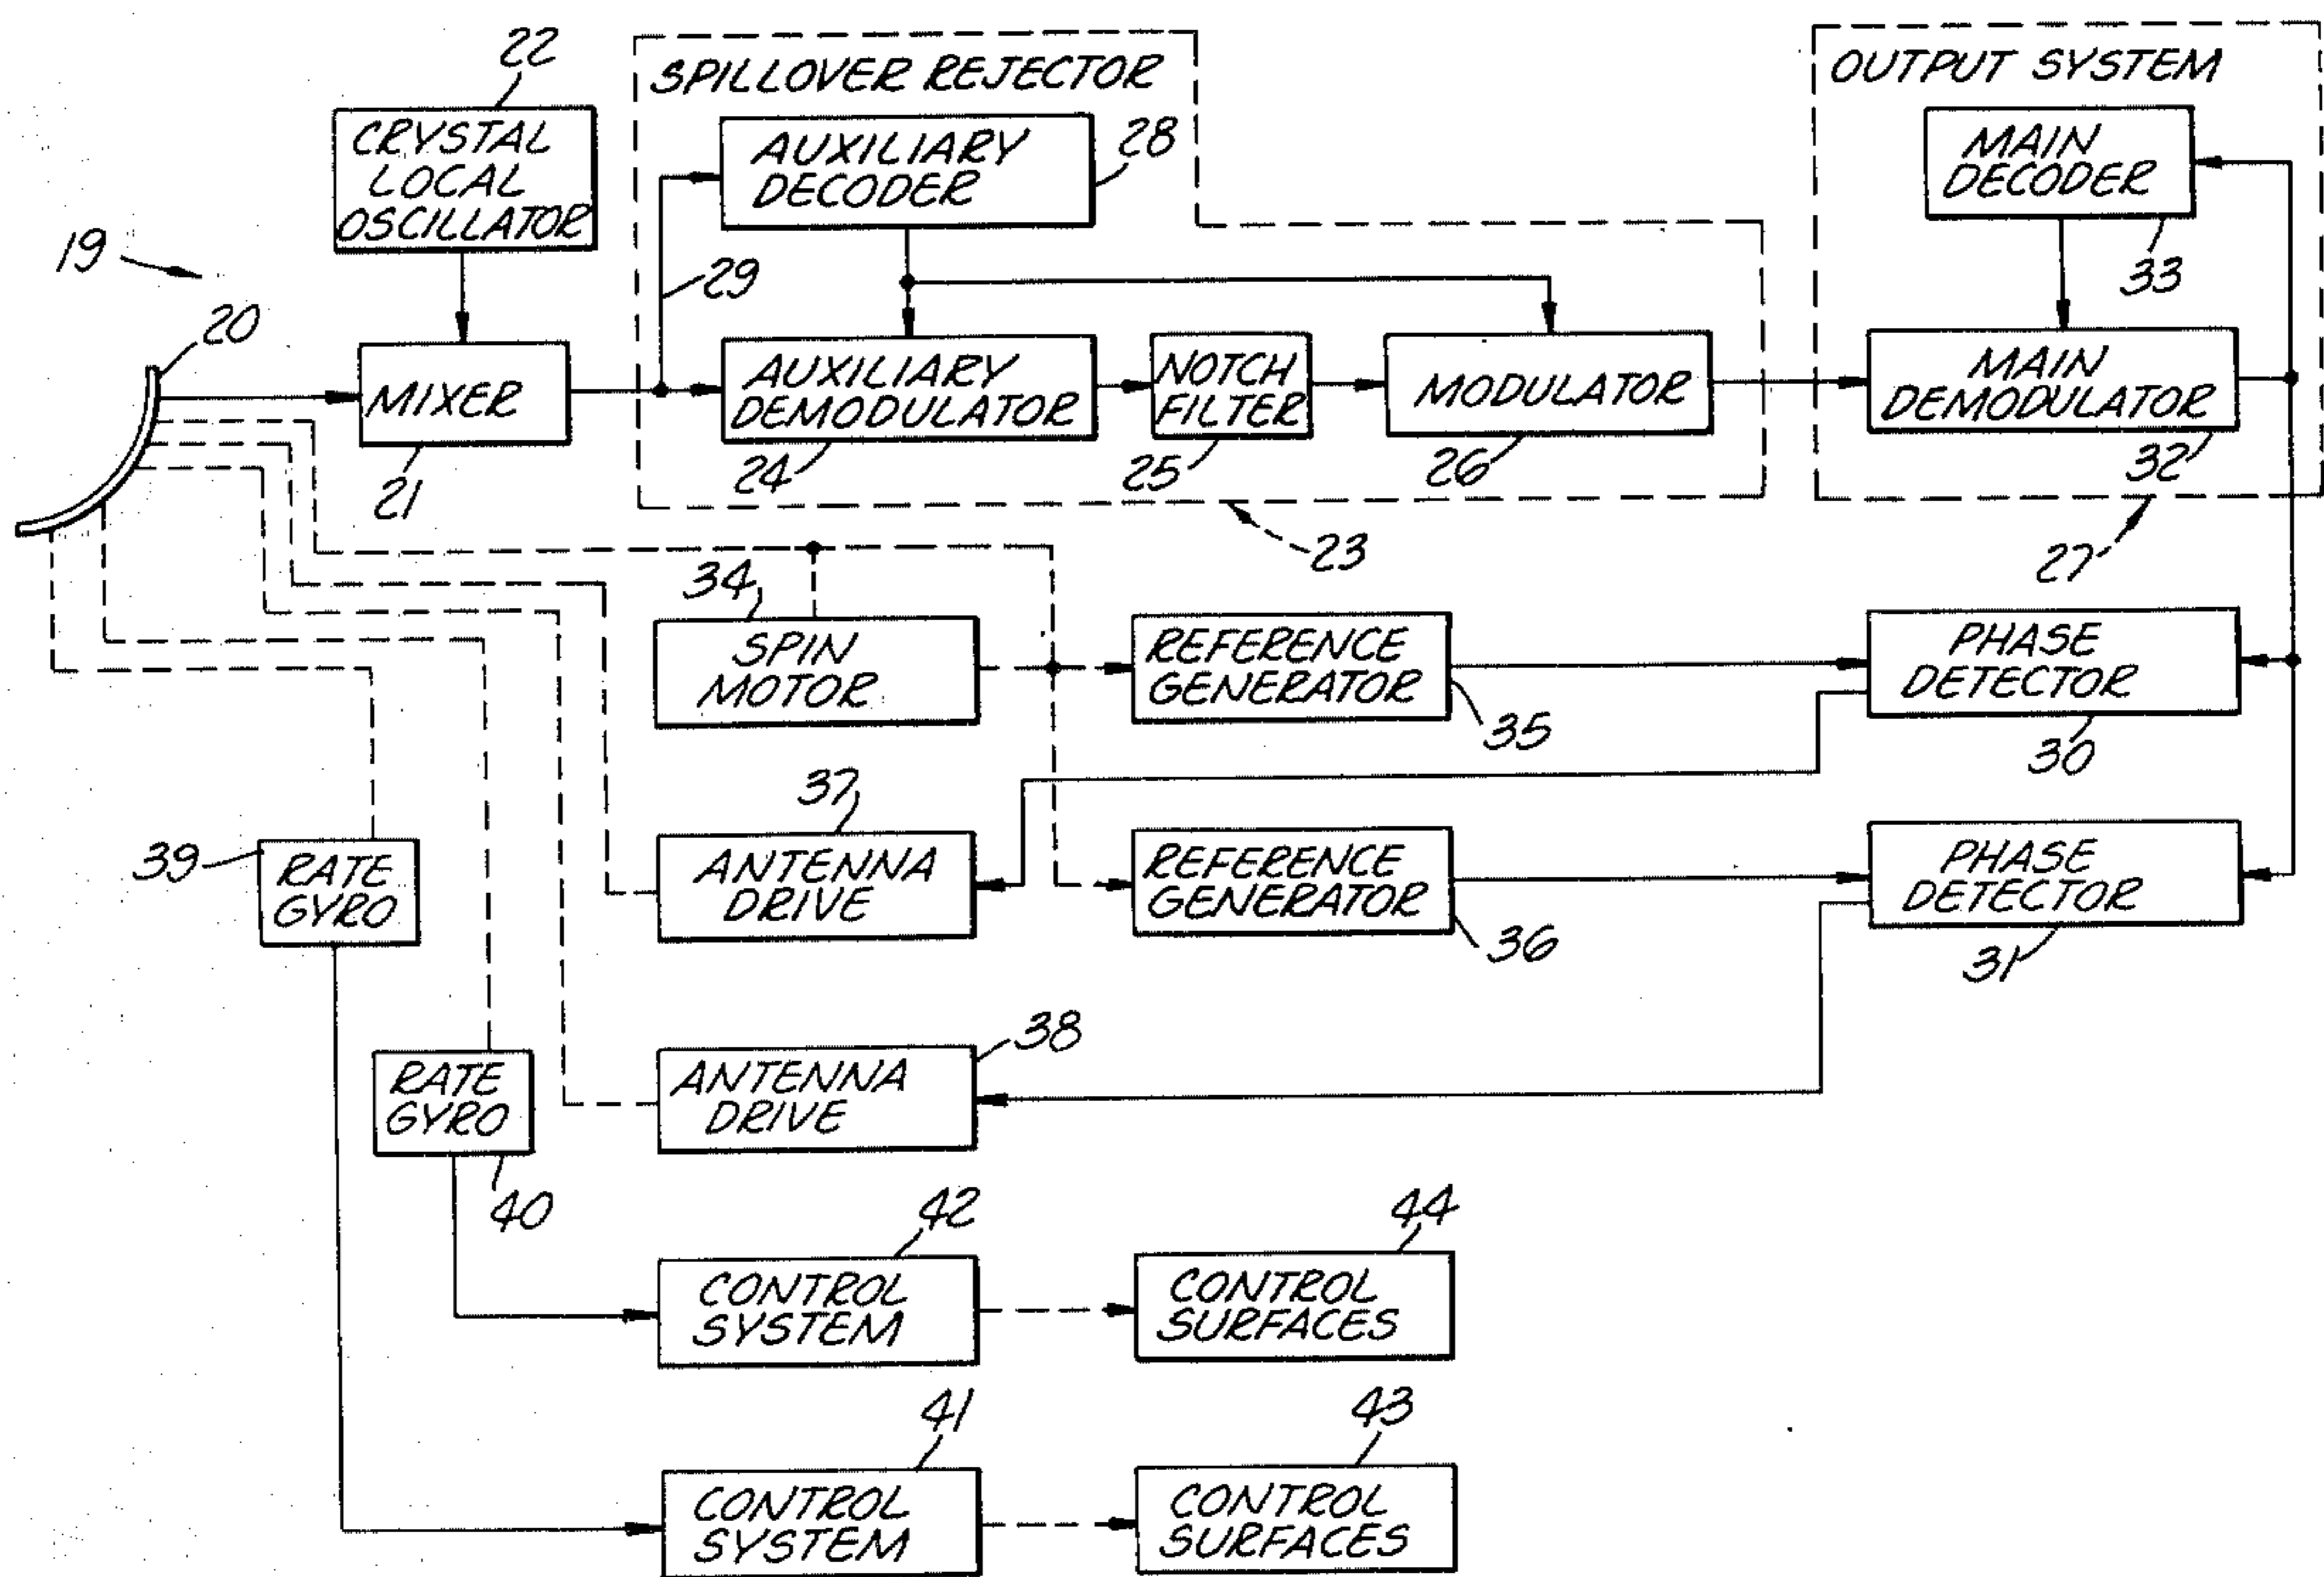 22
SPILLOVER REJECTOR
OUTPUT SYSTEM
CRYSTAL
LOCAL
OSCILLATOR
AUXILIARY
DECODER
28
MAIN
DECODER
19
29
33
20
MIXER
AUXILIARY
DEMODULATOR
NOTCH
FILTER
MODULATOR
MAIN
DEMODULATOR
21
24
25
26
32
23
27
34
SPIN
MOTOR
REFERENCE
GENERATOR
PHASE
DETECTOR
35
30
37
39
RATE
GYRO
ANTENNA
DRIVE
REFERENCE
GENERATOR
PHASE
DETECTOR
36
31
38
RATE
GYRO
ANTENNA
DRIVE
40
42
44
CONTROL
SYSTEM
CONTROL
SURFACES
41
43
CONTROL
SYSTEM
CONTROL
SURFACES